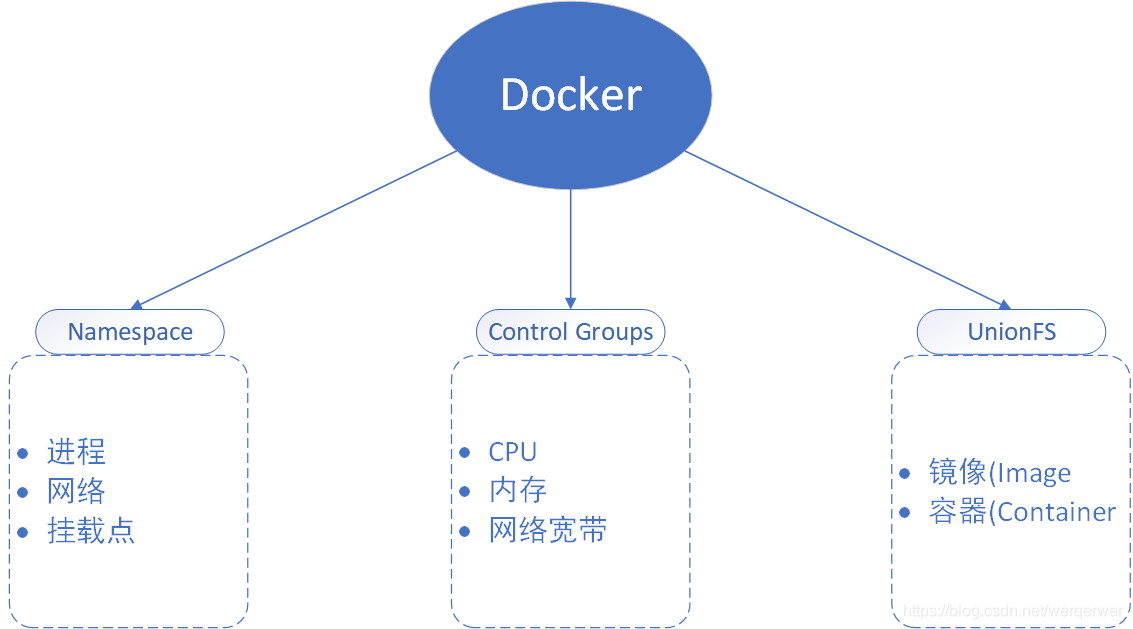 Docker
Namespace
进程
网络
挂载点
Control Groups
CPU
内存
网络宽带
UnionFS
镜像(Image
容器(Container
https://blog.csdn.net/werqerwer